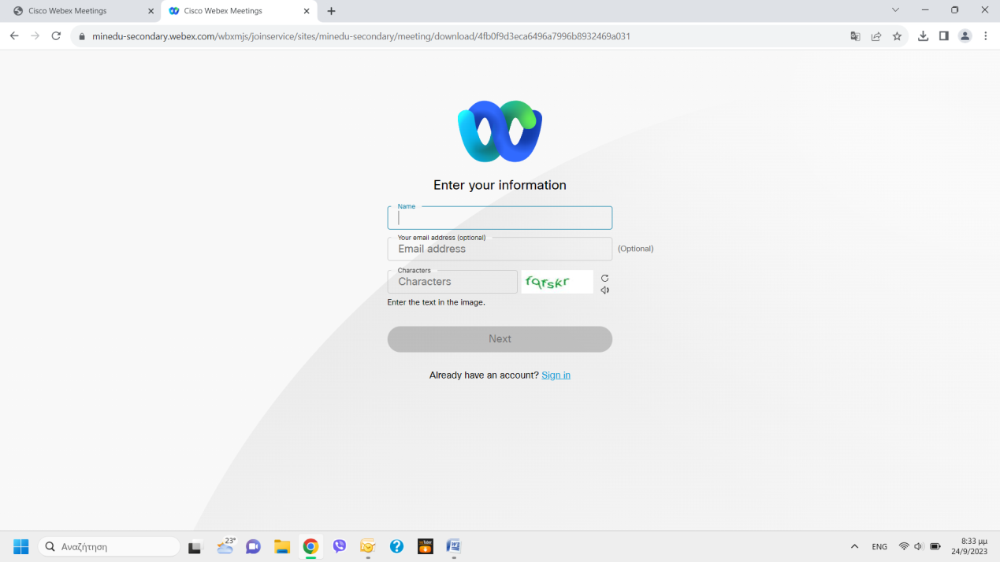 Cisco Webex Meetings
Cisco Webex Meetings
minedu-secondary.webex.com/wbxmjs/joinservice/sites/minedu-secondary/meeting/download/4fb0f9d3eca6496a7996b8932469a031
Enter your information
Name
Your email address (optional)
Email address
(Optional)
Characters
Characters
Enter the text in the image.
Next
Already have an account? Sign in
Αναζήτηση
23°
ENG
8:33 μμ
24/9/2023